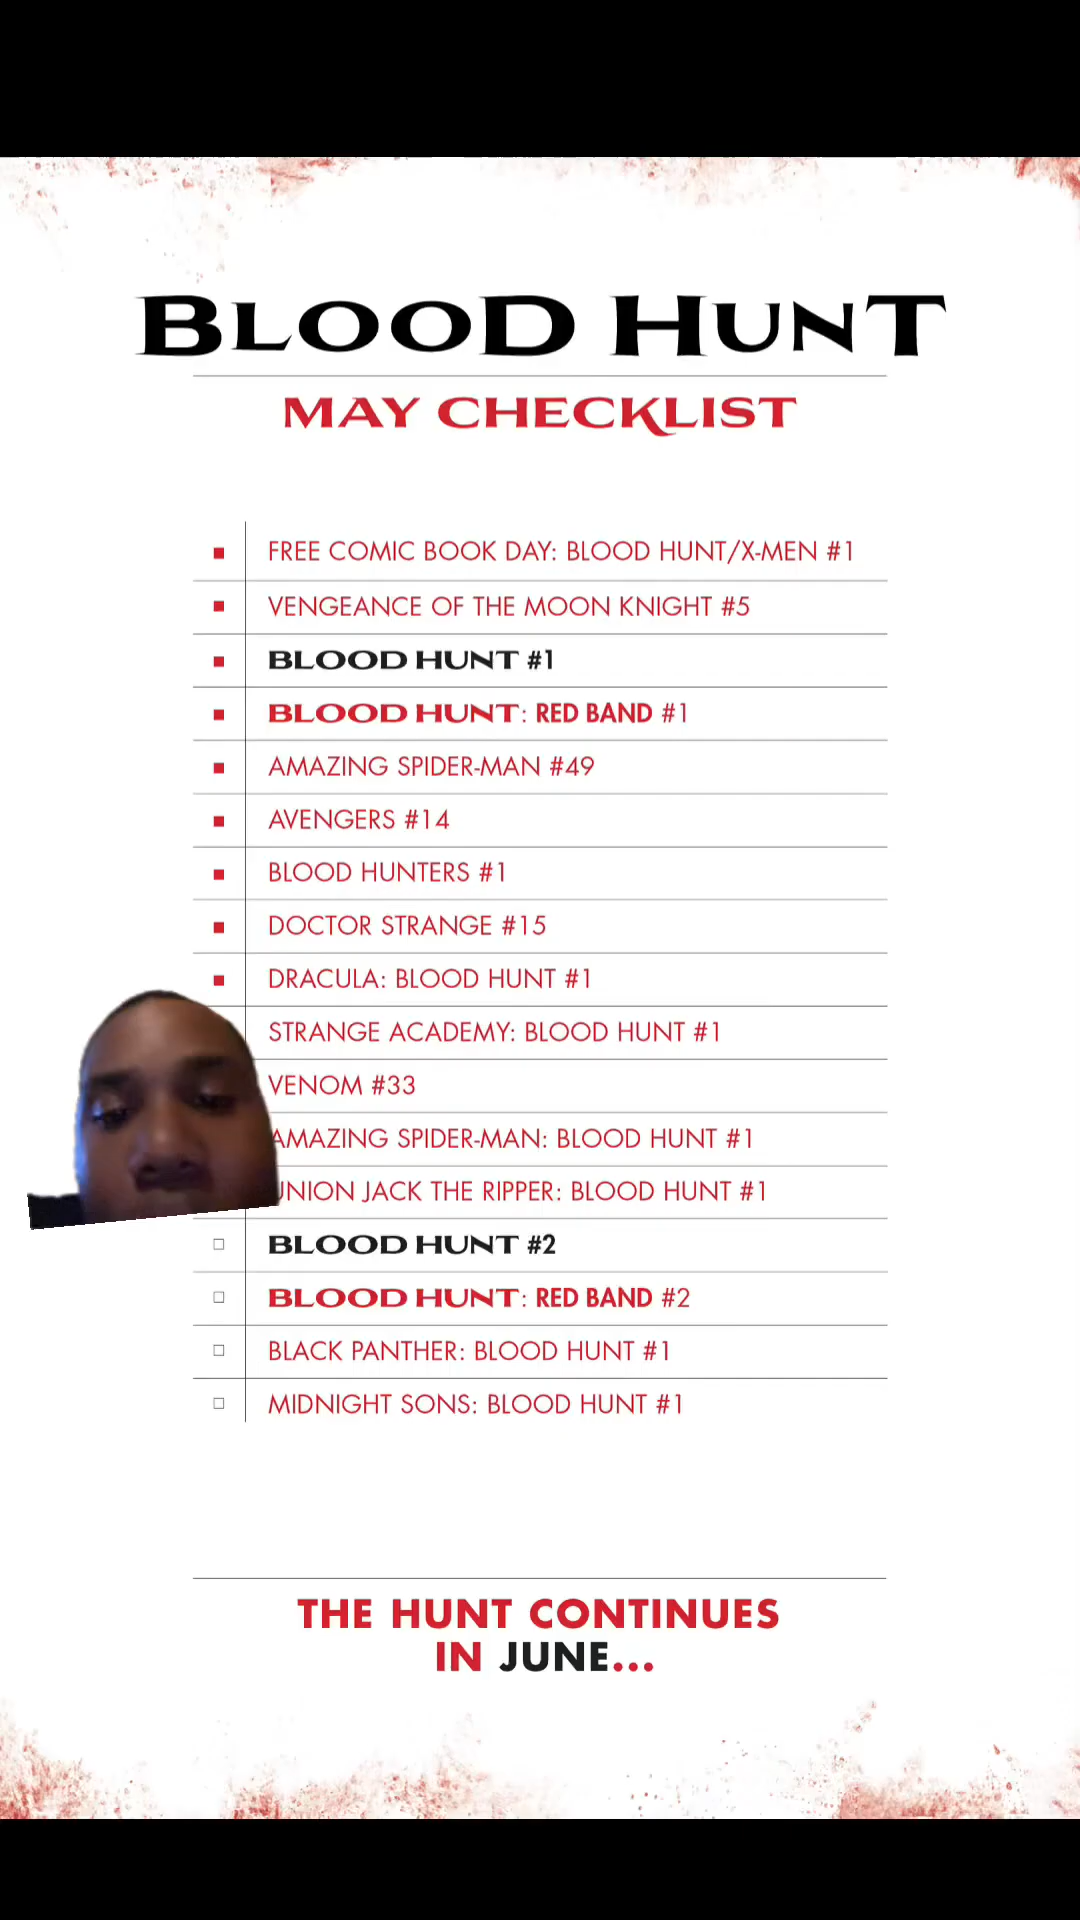 BLOOD HUNT
MAY CHECKLIST
FREE COMIC BOOK DAY: BLOOD HUNT/X-MEN #1
VENGEANCE OF THE MOON KNIGHT #5
BLOOD HUNT #1
BLOOD HUNT: RED BAND #1
AMAZING SPIDER-MAN #49
AVENGERS #14
BLOOD HUNTERS #1
DOCTOR STRANGE #15
DRACULA: BLOOD HUNT #1
STRANGE ACADEMY: BLOOD HUNT #1
VENOM #33
AMAZING SPIDER-MAN: BLOOD HUNT #1
UNION JACK THE RIPPER: BLOOD HUNT #1
BLOOD HUNT #2
BLOOD HUNT: RED BAND #2
BLACK PANTHER: BLOOD HUNT #1
MIDNIGHT SONS: BLOOD HUNT #1
THE HUNT CONTINUES
IN JUNE...